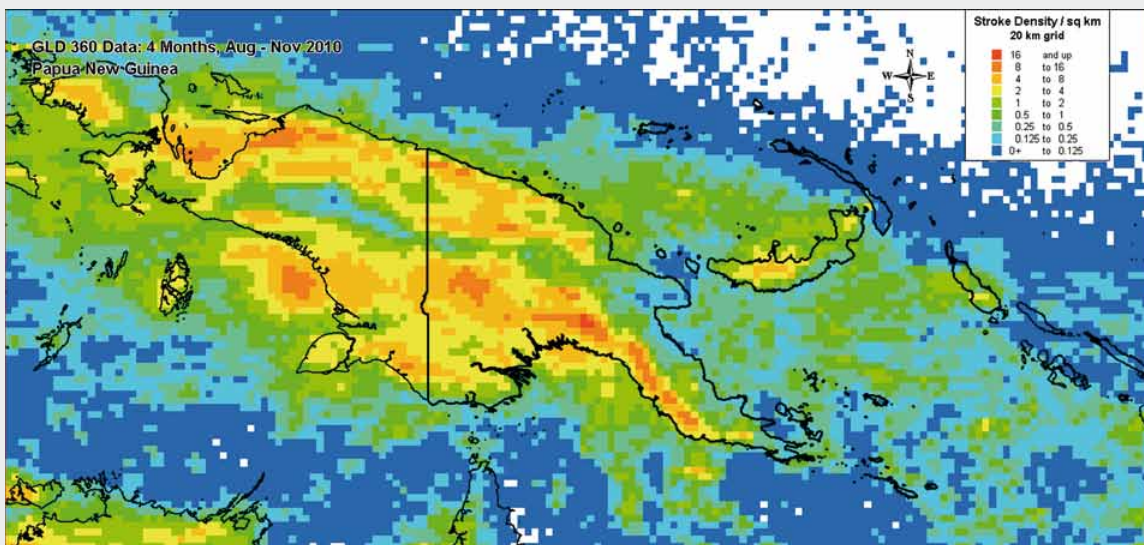 GLD 360 Data: 4 Months, Aug - Nov 2010
Papua New Guinea
N
W E
S
Stroke Density / sq km
20 km grid
16 and up
8 to 16
4 to 8
2 to 4
1 to 2
0.5 to 1
0.25 to 0.5
0.125 to 0.25
0+ to 0.125